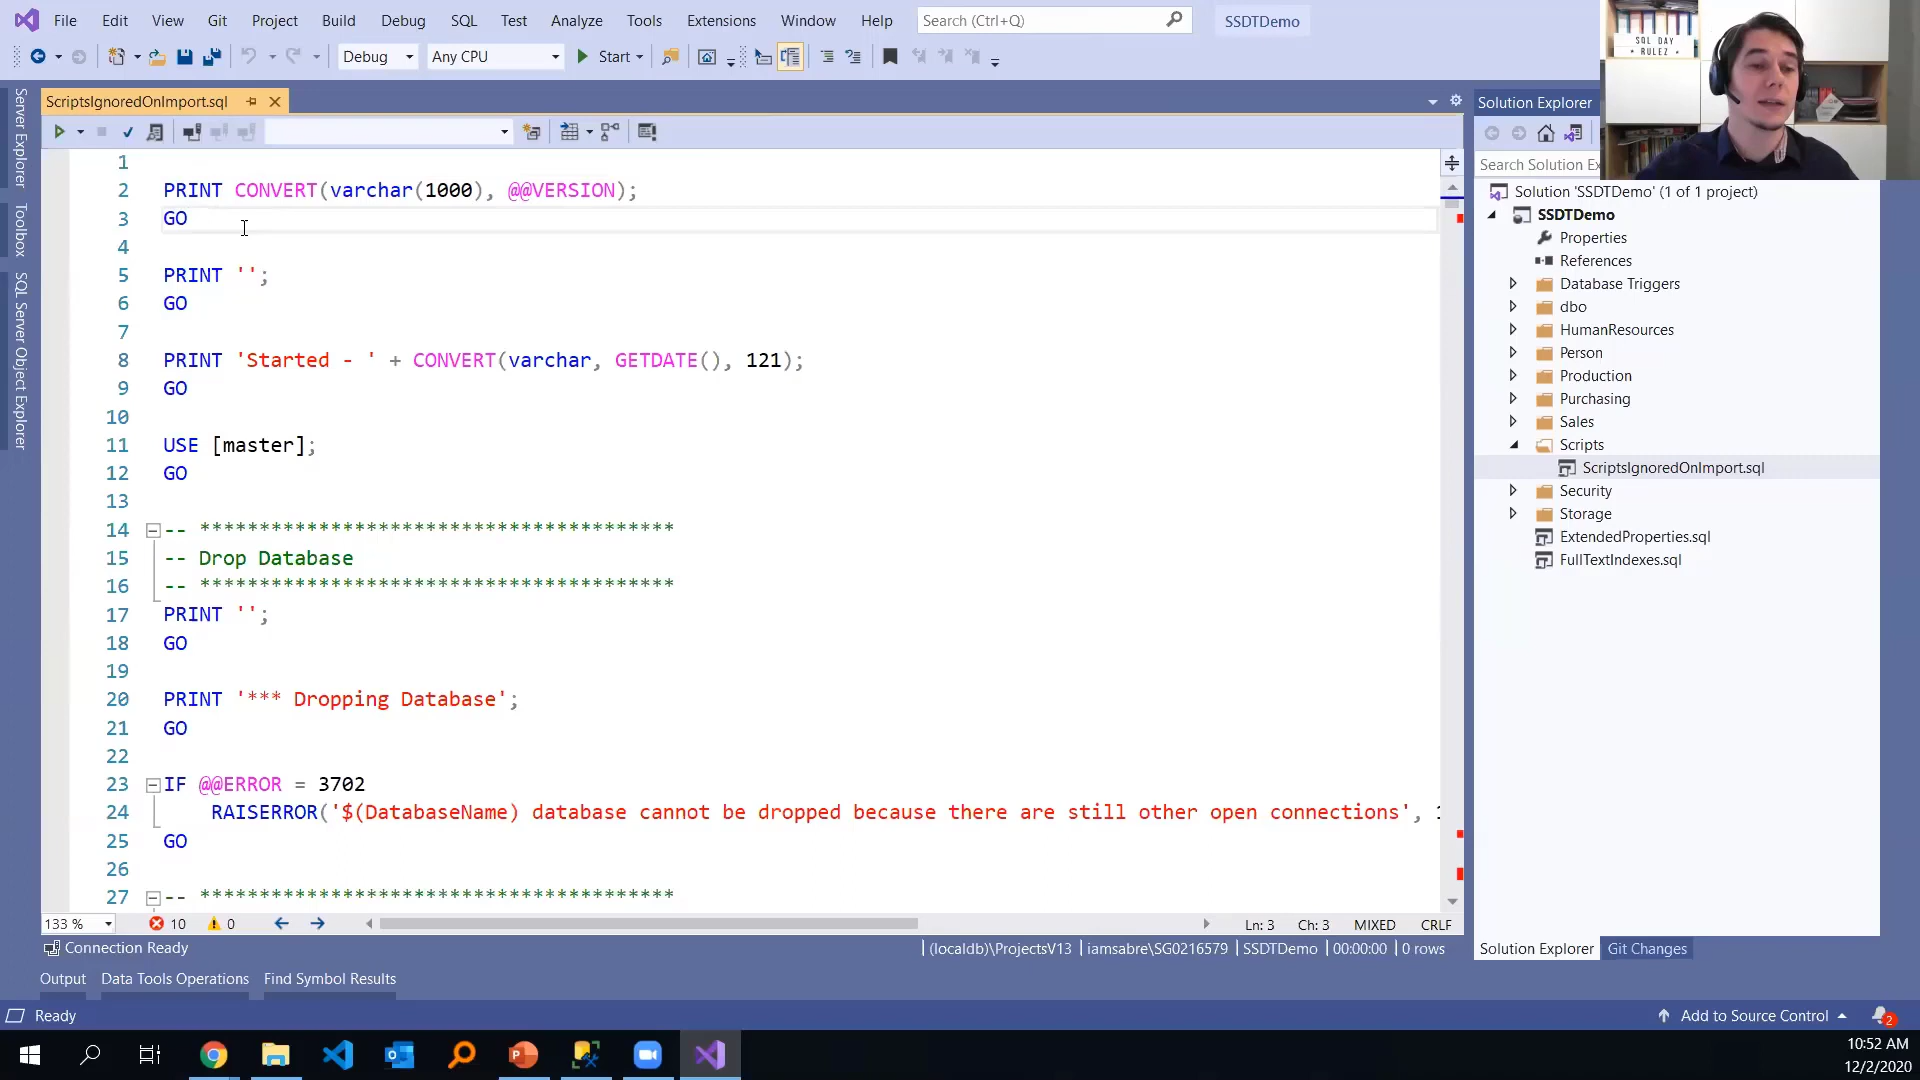 File Edit View Git Project Build Debug SQL Test Analyze Tools Extensions Window Help Search (Ctrl+Q) SSDTDemo
Debug Any CPU Start
SQL DAY
* RULEZ *
Server Explorer
Toolbox
SQL Server Object Explorer
ScriptsIgnoredOnImport.sql
1
2 PRINT CONVERT(varchar(1000), @@VERSION);
3 GO
4
5 PRINT '';
6 GO
7
8 PRINT 'Started - ' + CONVERT(varchar, GETDATE(), 121);
9 GO
10
11 USE [master];
12 GO
13
14 -- ****************************************
15 -- Drop Database
16 -- ****************************************
17 PRINT '';
18 GO
19
20 PRINT '*** Dropping Database';
21 GO
22
23 IF @@ERROR = 3702
24 RAISERROR('$(DatabaseName) database cannot be dropped because there are still other open connections',
25 GO
26
27 -- ****************************************
133 % 10 0 Ln: 3 Ch: 3 MIXED CRLF
Connection Ready (localdb)\ProjectsV13 iamsabre\SG0216579 SSDTDemo 00:00:00 0 rows
Output Data Tools Operations Find Symbol Results
Solution Explorer
Search Solution Ex
Solution 'SSDTDemo' (1 of 1 project)
SSDTDemo
Properties
References
Database Triggers
dbo
HumanResources
Person
Production
Purchasing
Sales
Scripts
ScriptsIgnoredOnImport.sql
Security
Storage
ExtendedProperties.sql
FullTextIndexes.sql
Solution Explorer Git Changes
Ready Add to Source Control 2
10:52 AM
12/2/2020